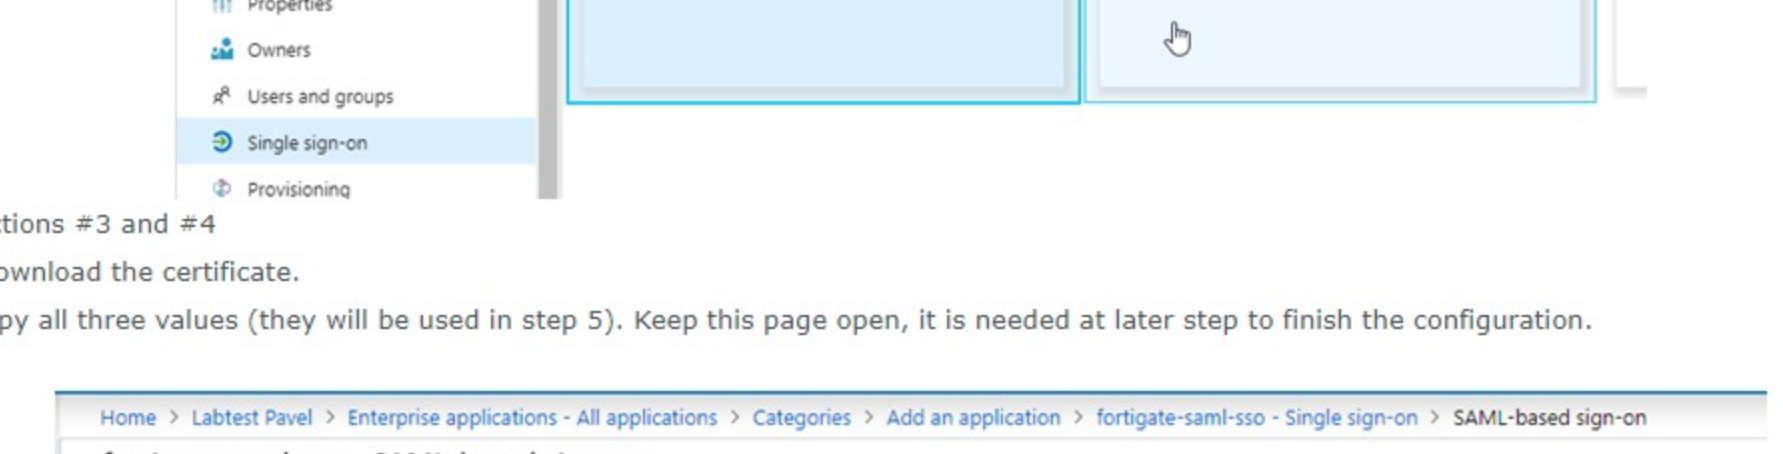 Properties
Owners
Users and groups
Single sign-on
Provisioning
ctions #3 and #4
ownload the certificate.
py all three values (they will be used in step 5). Keep this page open, it is needed at later step to finish the configuration.
Home > Labtest Pavel > Enterprise applications - All applications > Categories > Add an application > fortigate-saml-sso - Single sign-on > SAML-based sign-on